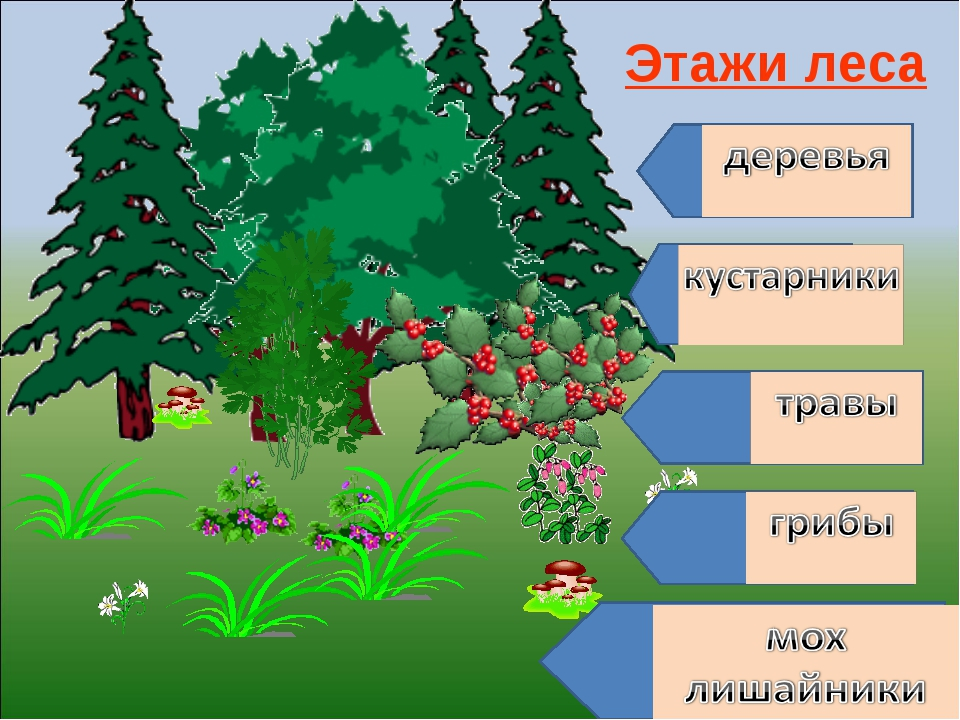 Этажи леса
деревья
кустарники
травы
грибы
мох
лишайники